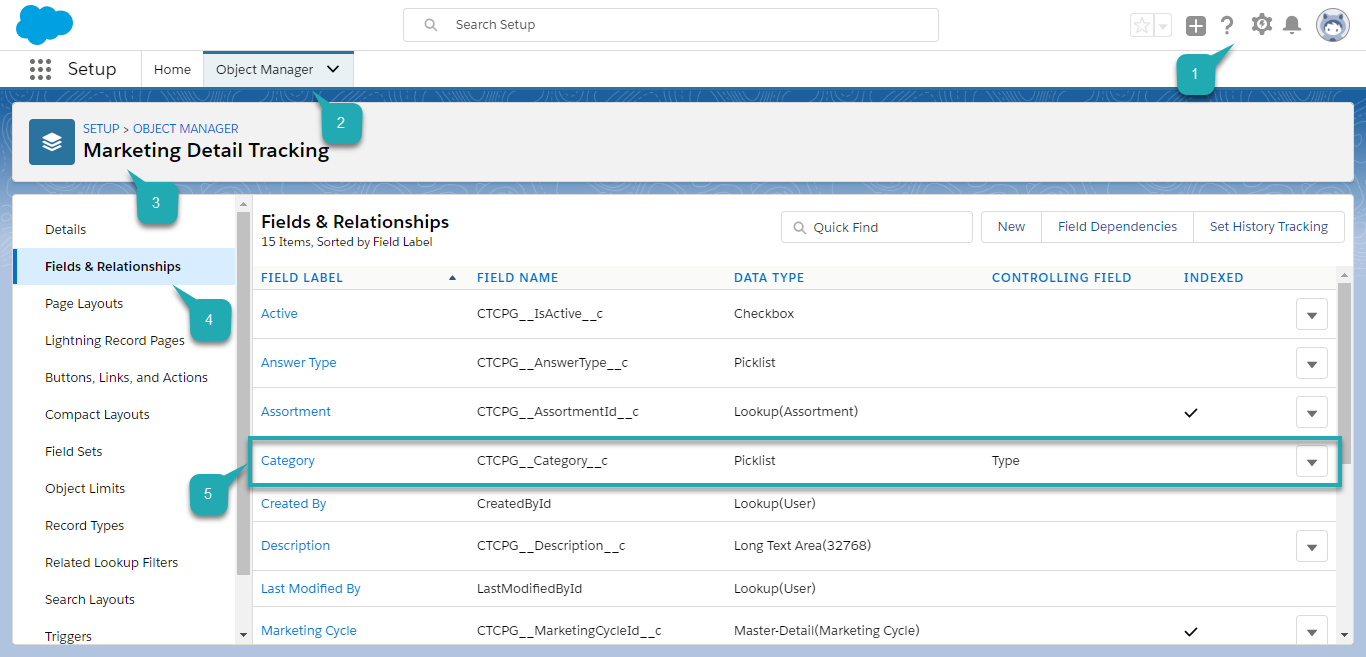 Search Setup
1
Setup
Home
Object Manager
2
SETUP > OBJECT MANAGER
Marketing Detail Tracking
3
Details
Fields & Relationships
4
Page Layouts
Lightning Record Pages
Buttons, Links, and Actions
Compact Layouts
Field Sets
Object Limits
Record Types
Related Lookup Filters
Search Layouts
Triggers
Fields & Relationships
15 Items, Sorted by Field Label
Quick Find
New
Field Dependencies
Set History Tracking
FIELD LABEL FIELD NAME DATA TYPE CONTROLLING FIELD INDEXED
Active CTCPG__IsActive__c Checkbox
Answer Type CTCPG__AnswerType__c Picklist
Assortment CTCPG__AssortmentId__c Lookup(Assortment)
Category CTCPG__Category__c Picklist Type
5
Created By CreatedById Lookup(User)
Description CTCPG__Description__c Long Text Area(32768)
Last Modified By LastModifiedById Lookup(User)
Marketing Cycle CTCPG__MarketingCycleId__c Master-Detail(Marketing Cycle)